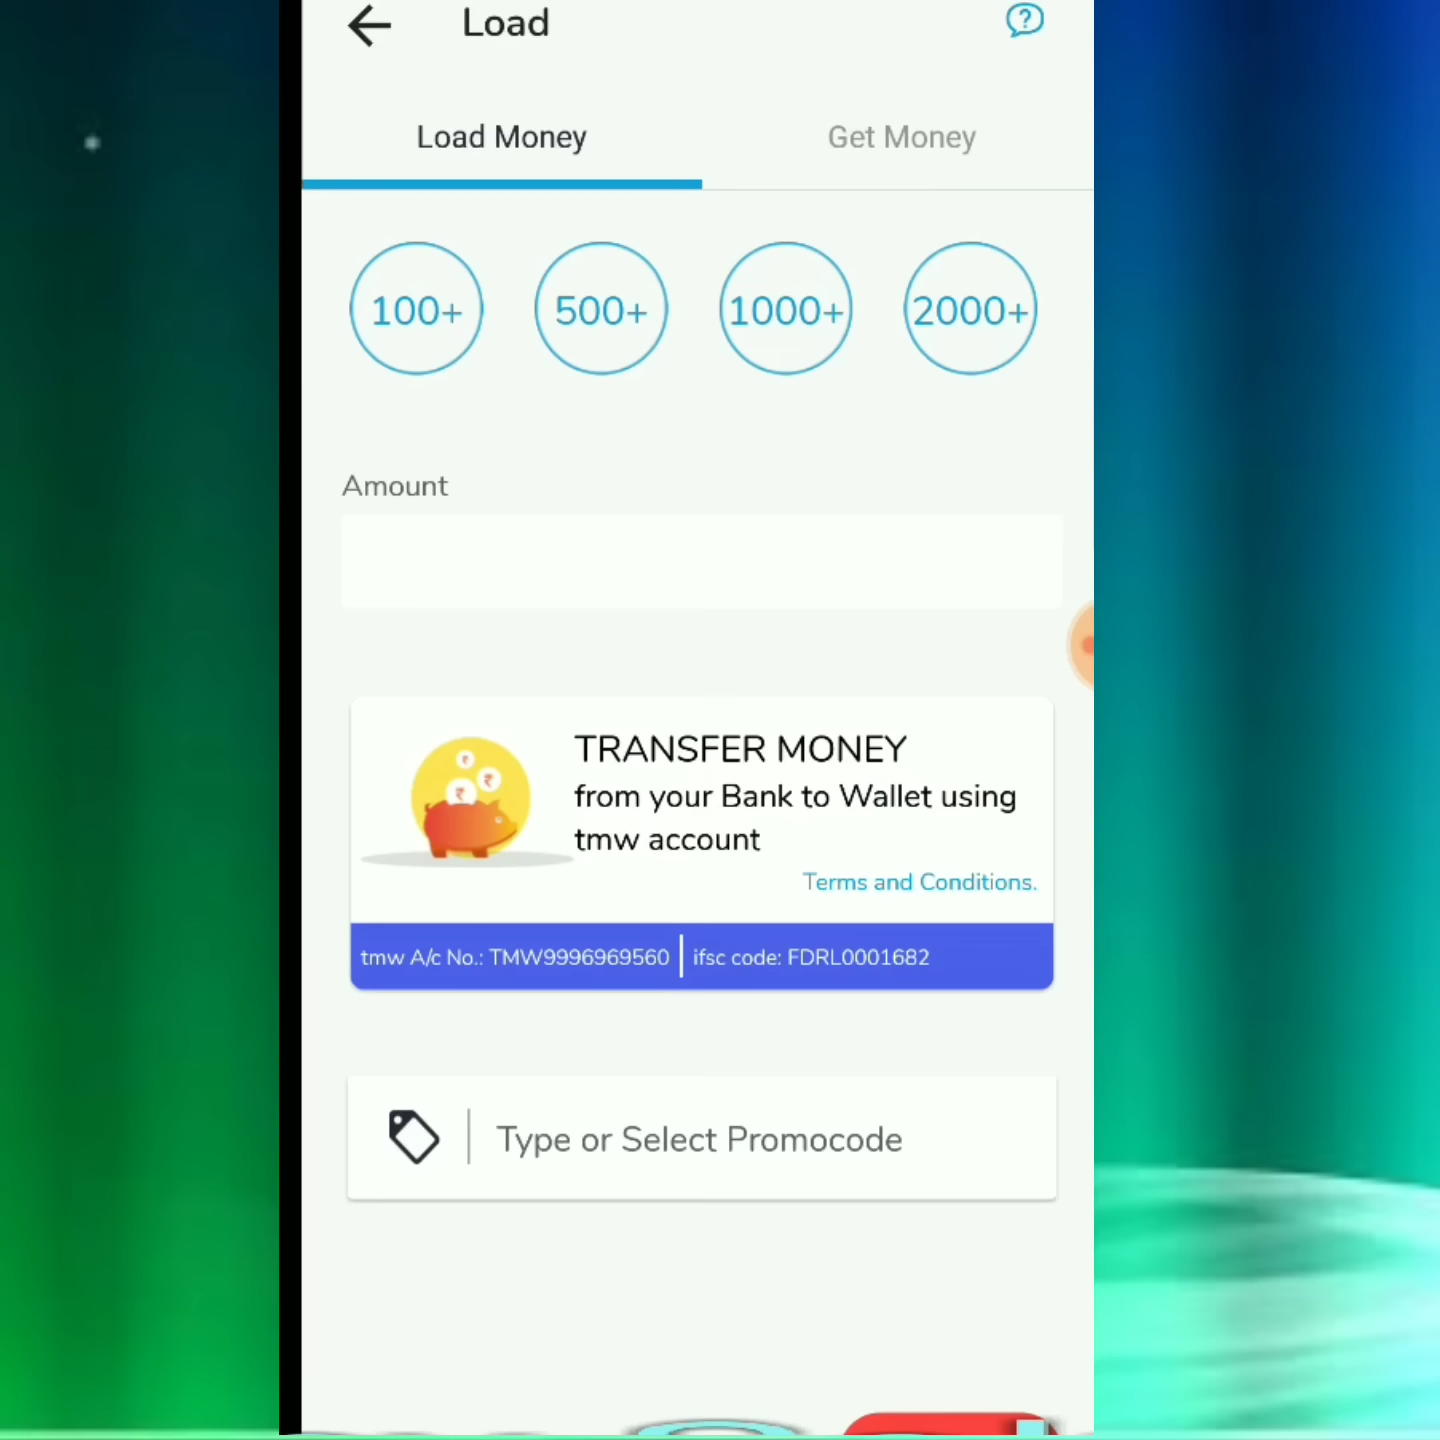 Load
?
Load Money
Get Money
100+
500+
1000+
2000+
Amount
TRANSFER MONEY
from your Bank to Wallet using
tmw account
Terms and Conditions.
tmw A/c No.: TMW9996969560
ifsc code: FDRL0001682
Type or Select Promocode